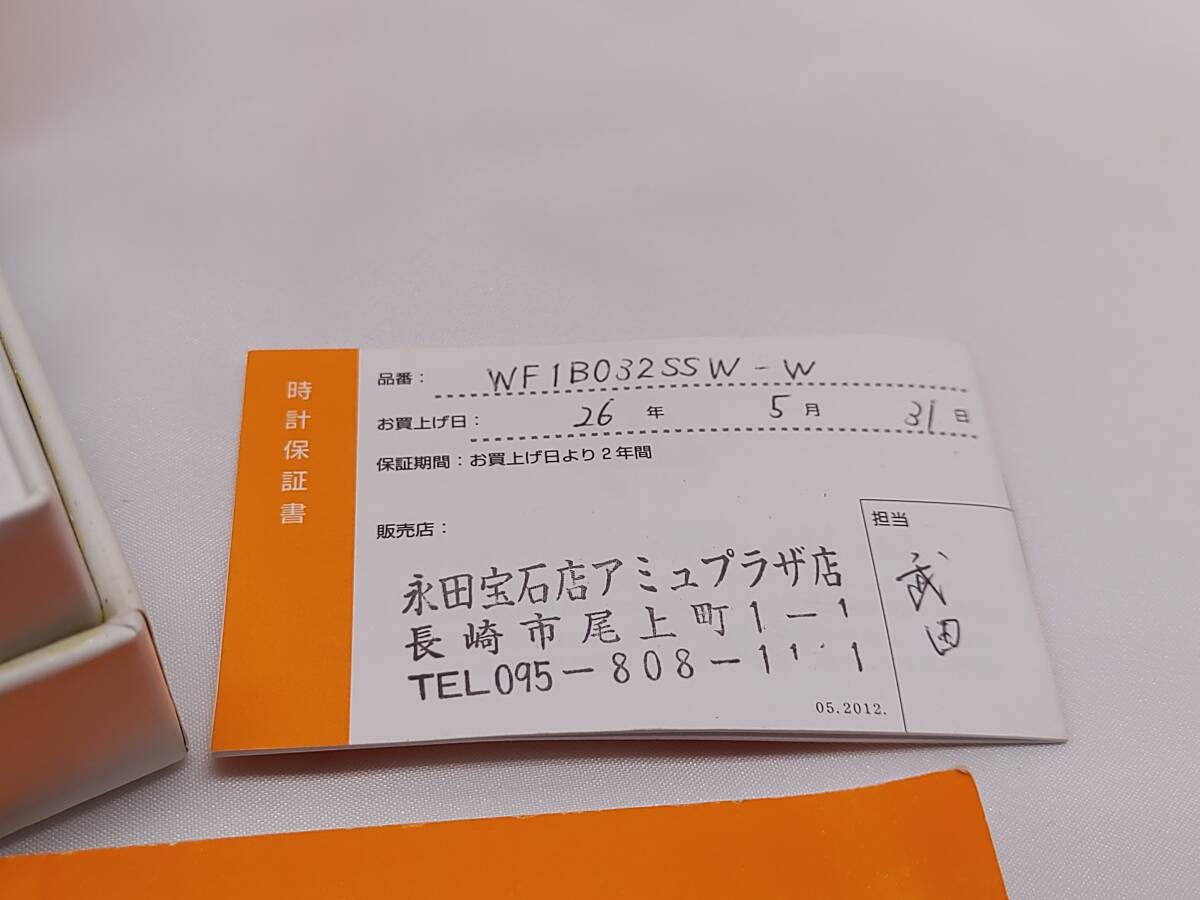 時計保証書
品番： WF1B032SSW-W
お買上げ日： 26 年 5 月 31 日
保証期間：お買上げ日より2年間
販売店：
永田宝石店アミュプラザ店
長崎市尾上町1-1
TEL095-808-1111
担当
武田
05.2012.